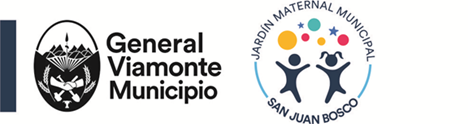 General
Viamonte
Municipio
JARDÍN MATERNAL MUNICIPAL
SAN JUAN BOSCO